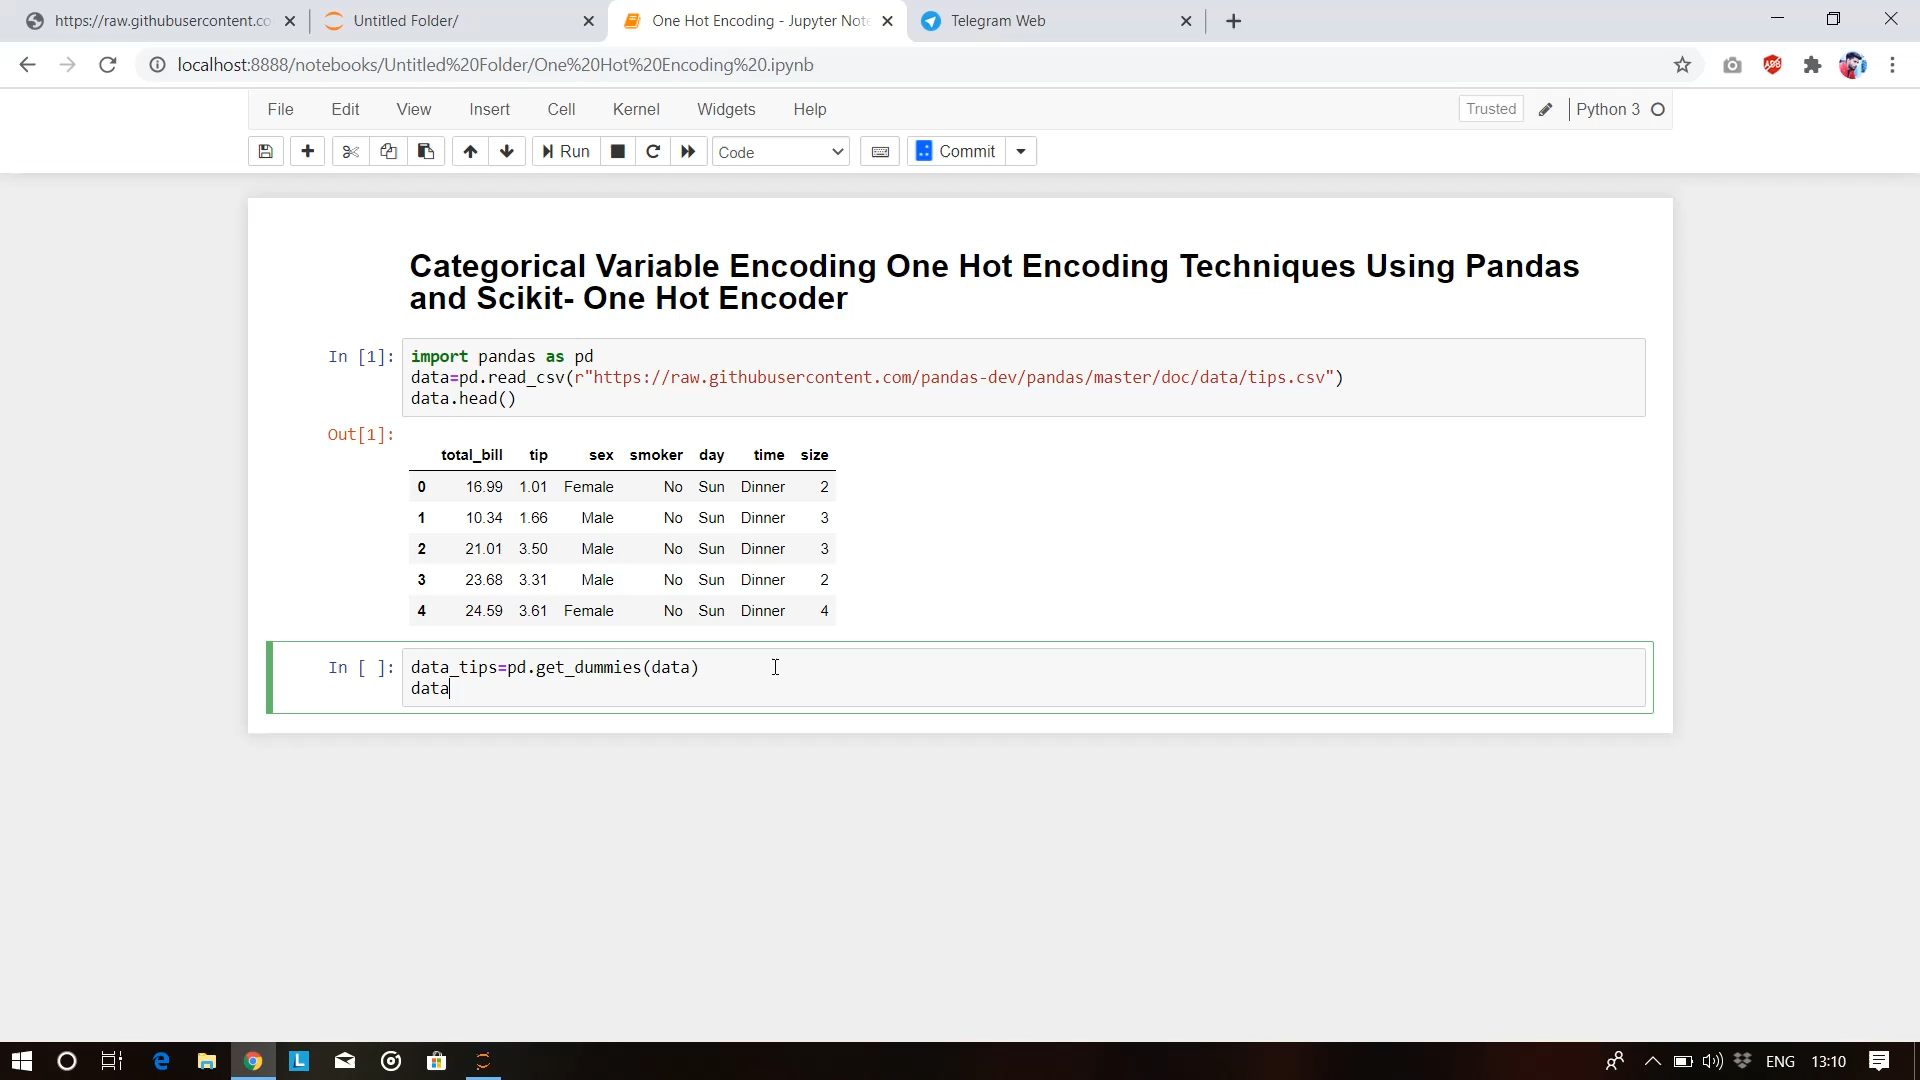 https://raw.githubusercontent.co
Untitled Folder/
One Hot Encoding - Jupyter Note
Telegram Web
localhost:8888/notebooks/Untitled%20Folder/One%20Hot%20Encoding%20.ipynb
File Edit View Insert Cell Kernel Widgets Help
Trusted Python 3
Run Code Commit
Categorical Variable Encoding One Hot Encoding Techniques Using Pandas
and Scikit- One Hot Encoder
In [1]: import pandas as pd
data=pd.read_csv(r"https://raw.githubusercontent.com/pandas-dev/pandas/master/doc/data/tips.csv")
data.head()
Out[1]:
total_bill tip sex smoker day time size
0 16.99 1.01 Female No Sun Dinner 2
1 10.34 1.66 Male No Sun Dinner 3
2 21.01 3.50 Male No Sun Dinner 3
3 23.68 3.31 Male No Sun Dinner 2
4 24.59 3.61 Female No Sun Dinner 4
In [ ]: data_tips=pd.get_dummies(data)
data
ENG 13:10